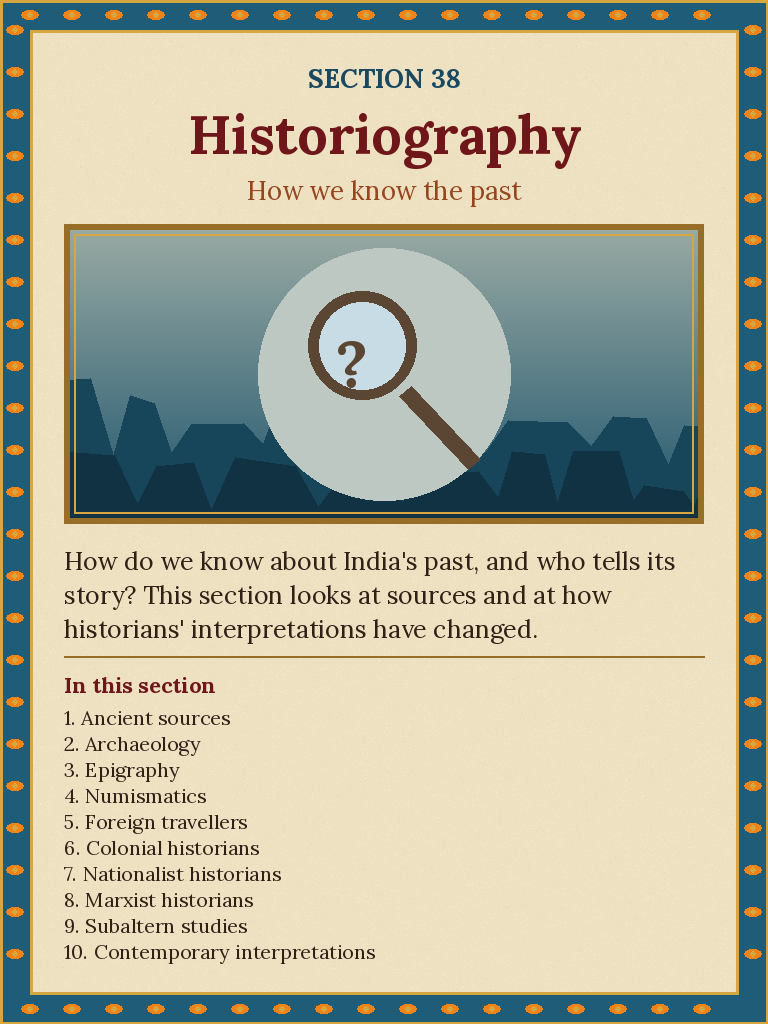 SECTION 38
Historiography
How we know the past
?
How do we know about India's past, and who tells its
story? This section looks at sources and at how
historians' interpretations have changed.
In this section
1. Ancient sources
2. Archaeology
3. Epigraphy
4. Numismatics
5. Foreign travellers
6. Colonial historians
7. Nationalist historians
8. Marxist historians
9. Subaltern studies
10. Contemporary interpretations